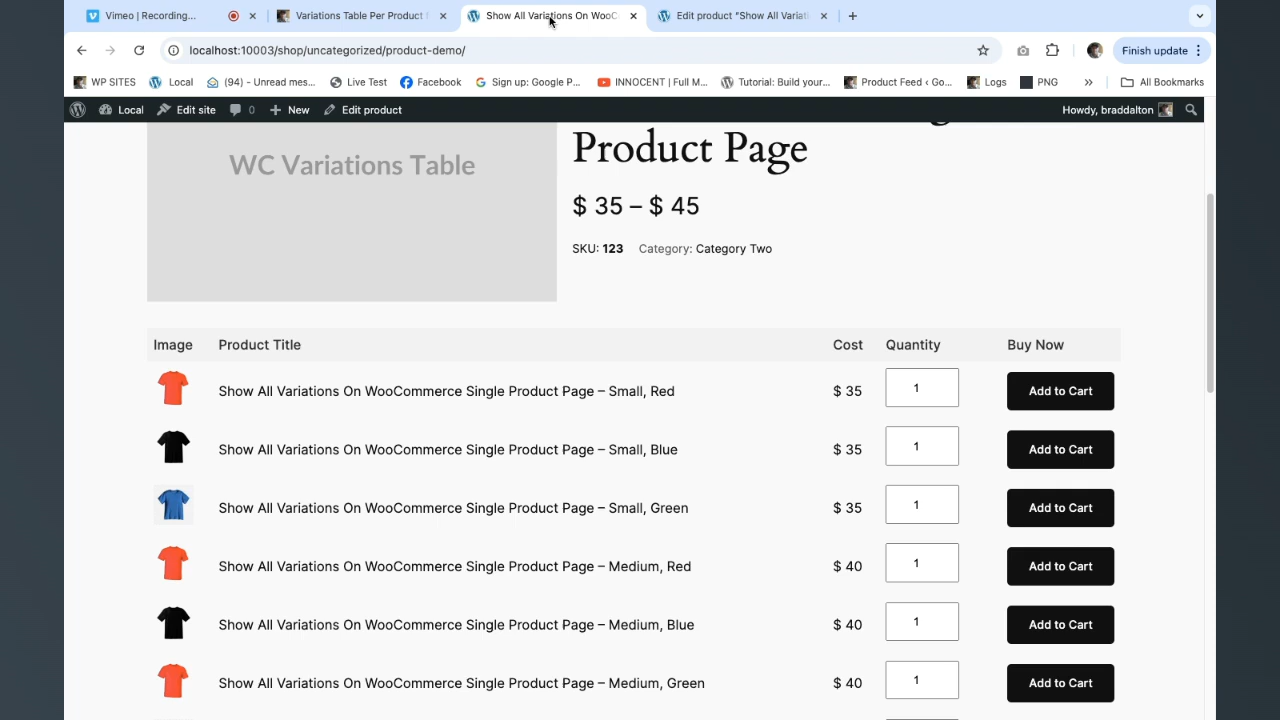 Vimeo | Recording...
Variations Table Per Product
Show All Variations On WooC
Edit product "Show All Variati
localhost:10003/shop/uncategorized/product-demo/
Finish update
WP SITES
Local
(94) - Unread mes...
Live Test
Facebook
Sign up: Google P...
INNOCENT | Full M...
Tutorial: Build your...
Product Feed ‹ Go...
Logs
PNG
»
All Bookmarks
Local
Edit site
0
New
Edit product
Howdy, braddalton
WC Variations Table
Product Page
$ 35 – $ 45
SKU: 123 Category: Category Two
Image Product Title Cost Quantity Buy Now
Show All Variations On WooCommerce Single Product Page – Small, Red $ 35 1 Add to Cart
Show All Variations On WooCommerce Single Product Page – Small, Blue $ 35 1 Add to Cart
Show All Variations On WooCommerce Single Product Page – Small, Green $ 35 1 Add to Cart
Show All Variations On WooCommerce Single Product Page – Medium, Red $ 40 1 Add to Cart
Show All Variations On WooCommerce Single Product Page – Medium, Blue $ 40 1 Add to Cart
Show All Variations On WooCommerce Single Product Page – Medium, Green $ 40 1 Add to Cart